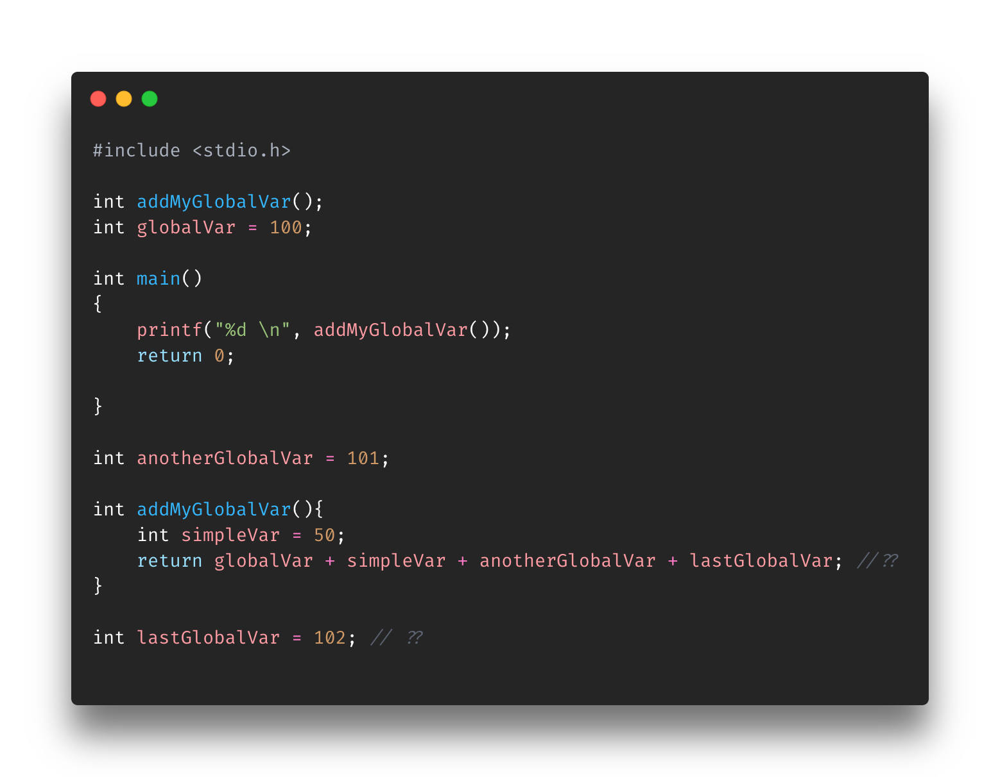 #include <stdio.h>
int addMyGlobalVar();
int globalVar = 100;
int main()
{
    printf("%d \n", addMyGlobalVar());
    return 0;
}
int anotherGlobalVar = 101;
int addMyGlobalVar(){
    int simpleVar = 50;
    return globalVar + simpleVar + anotherGlobalVar + lastGlobalVar; //??
}
int lastGlobalVar = 102; // ??